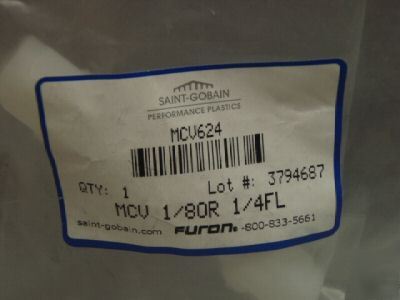 SAINT-GOBAIN
PERFORMANCE PLASTICS
MCV624
QTY: 1 Lot #: 3794687
MCV 1/8OR 1/4FL
saint-gobain.com FURON® -800-833-5661